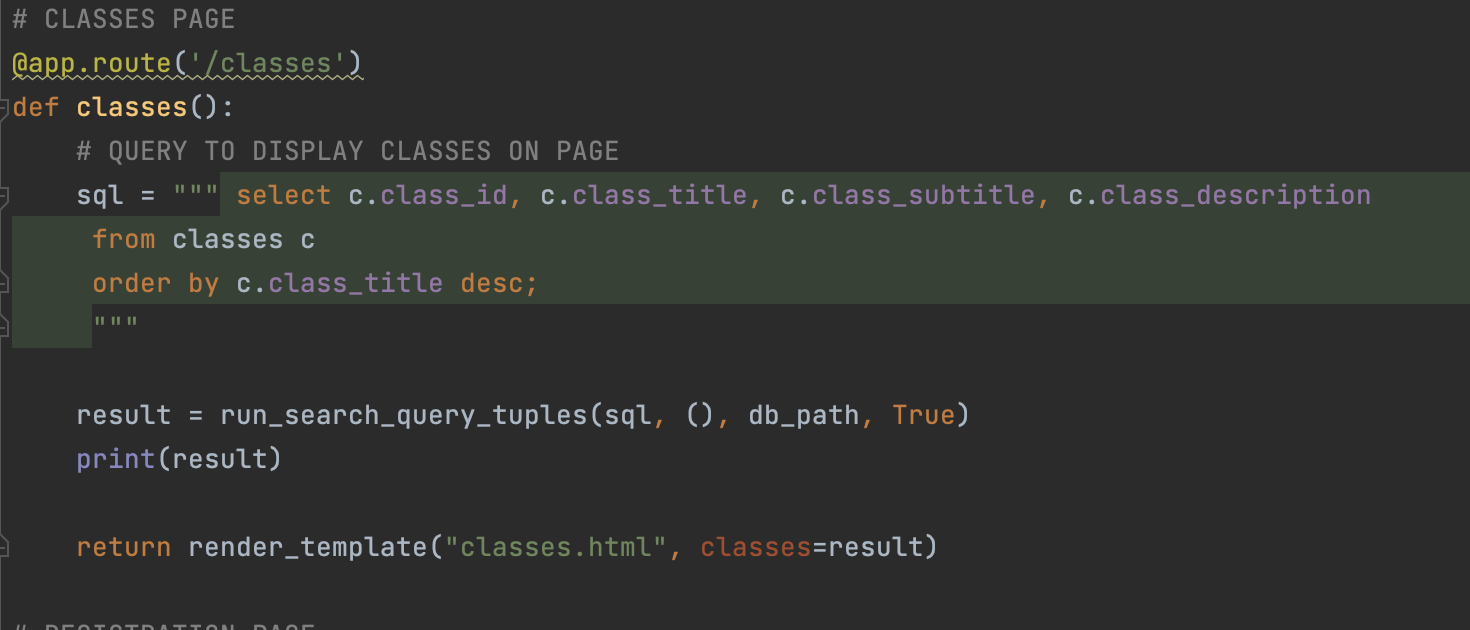 # CLASSES PAGE
@app.route('/classes')
def classes():
    # QUERY TO DISPLAY CLASSES ON PAGE
    sql = """ select c.class_id, c.class_title, c.class_subtitle, c.class_description
     from classes c
     order by c.class_title desc;
     """
    result = run_search_query_tuples(sql, (), db_path, True)
    print(result)
    return render_template("classes.html", classes=result)
# REGISTRATION PAGE